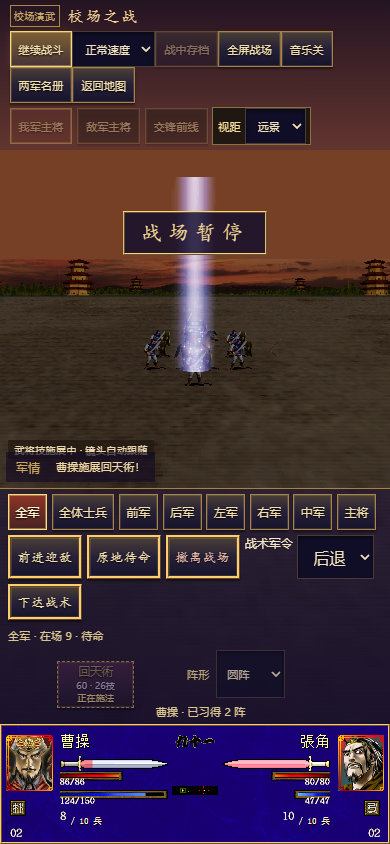 校场演武 校场之战
继续战斗 正常速度 战中存档 全屏战场 音乐关
两军名册 返回地图
我军主将 敌军主将 交锋前线 视距 远景
战场暂停
武将技施展中 · 镜头自动跟随
军情 曹操施展回天術!
全军 全体士兵 前军 后军 左军 右军 中军 主将
前进迎敌 原地待命 撤离战场 战术军令 后退
下达战术
全军 · 在场 9 · 待命
回天術
60 · 26技
正在施法
阵形 圆阵
曹操 · 已习得 2 阵
曹操 張角
86/86 80/80
124/150 47/47
8 / 10 兵 10 / 10 兵
02 02